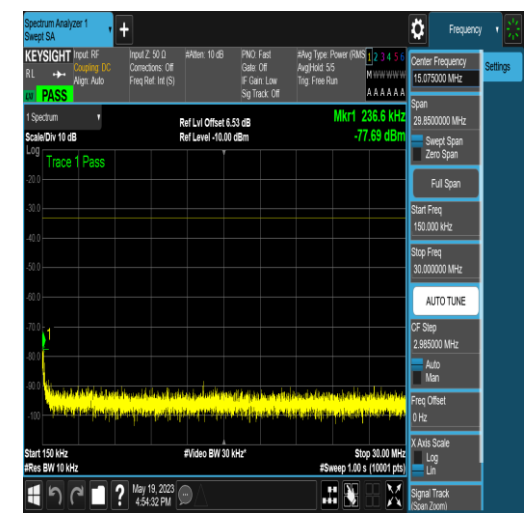 Spectrum Analyzer 1
Swept SA
Frequency
KEYSIGHT
Input: RF
Coupling: DC
Align: Auto
Input Z: 50 Ω
Corrections: Off
Freq Ref: Int (S)
#Atten: 10 dB
PNO: Fast
Gate: Off
IF Gain: Low
Sig Track: Off
#Avg Type: Power (RMS
Avg|Hold: 5/5
Trig: Free Run
1 2 3 4 5 6
M W W W W W
A A A A A A
RL
PASS
1 Spectrum
Scale/Div 10 dB
Ref Lvl Offset 6.53 dB
Ref Level -10.00 dBm
Mkr1 236.6 kHz
-77.69 dBm
Log
Trace 1 Pass
-20.0
-30.0
-40.0
-50.0
-60.0
-70.0
1
-80.0
-90.0
-100
Start 150 kHz
#Res BW 10 kHz
#Video BW 30 kHz*
Stop 30.00 MHz
#Sweep 1.00 s (10001 pts)
May 19, 2023
4:54:32 PM
Settings
Center Frequency
15.075000 MHz
Span
29.8500000 MHz
Swept Span
Zero Span
Full Span
Start Freq
150.000 kHz
Stop Freq
30.000000 MHz
AUTO TUNE
CF Step
2.985000 MHz
Auto
Man
Freq Offset
0 Hz
X Axis Scale
Log
Lin
Signal Track
(Span Zoom)